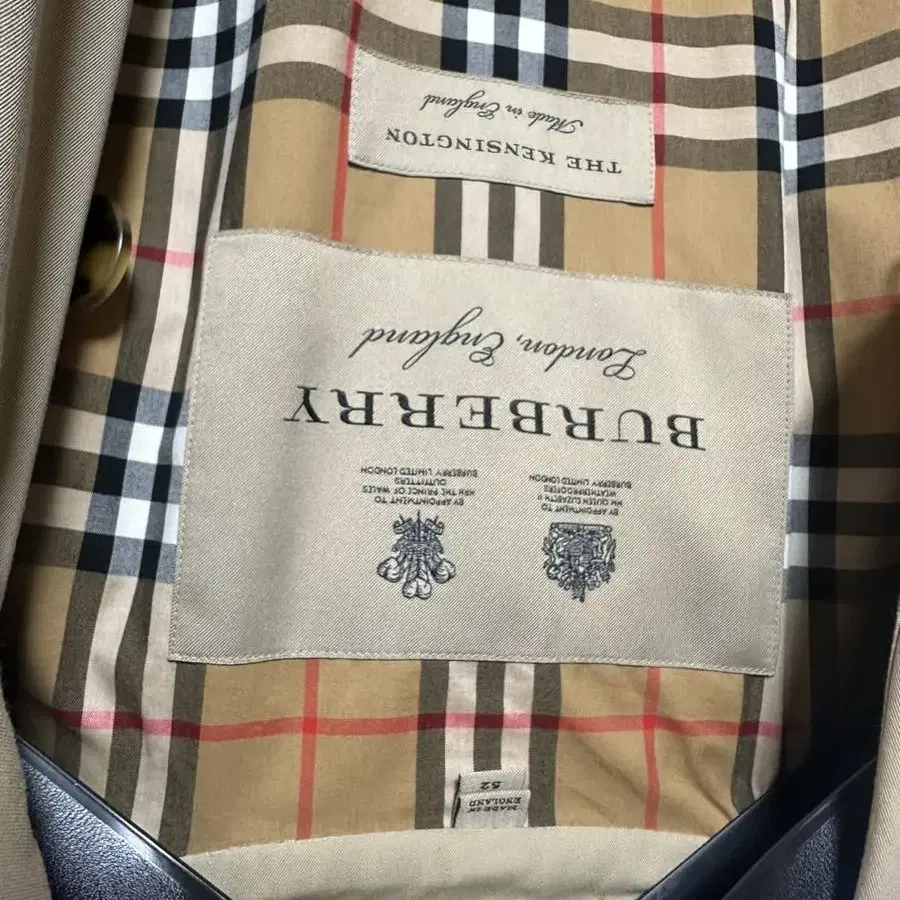 BURBERRY
London, England
BY APPOINTMENT TO
HM QUEEN ELIZABETH II
WEATHERPROOFERS
BURBERRY LIMITED LONDON
BY APPOINTMENT TO
HRH THE PRINCE OF WALES
OUTFITTERS
BURBERRY LIMITED LONDON
THE KENSINGTON
Made in England
MADE IN
ENGLAND
52